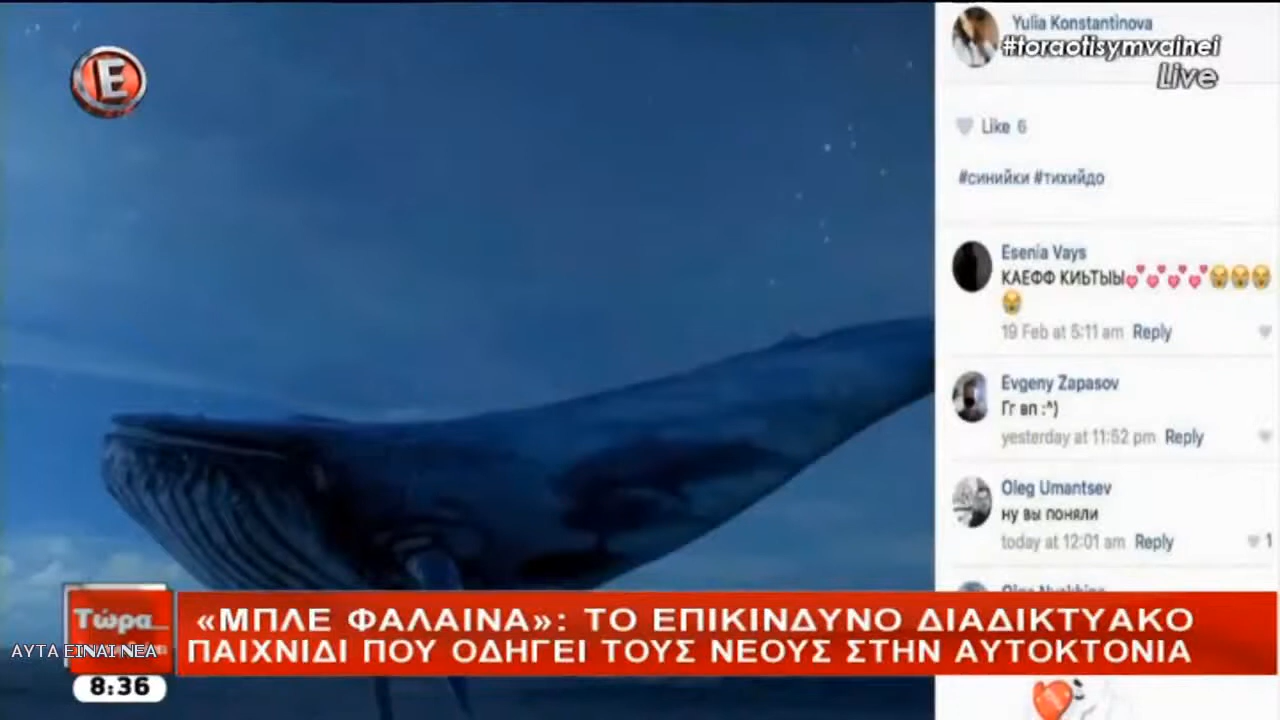 E
Yulia Konstantinova
#toraotisymvainei
Live
Like 6
#синийки #тихийдо
Esenia Vays
КАЕФФ КИЬТЫЫ💕💕💕💕😭😭😭
😭
19 Feb at 5:11 am Reply
Evgeny Zapasov
Гг вп :^)
yesterday at 11:52 pm Reply
Oleg Umantsev
ну вы поняли
today at 12:01 am Reply
1
Τώρα
ΑΥΤΑ ΕΙΝΑΙ ΝΕΑ
8:36
«ΜΠΛΕ ΦΑΛΑΙΝΑ»: ΤΟ ΕΠΙΚΙΝΔΥΝΟ ΔΙΑΔΙΚΤΥΑΚΟ
ΠΑΙΧΝΙΔΙ ΠΟΥ ΟΔΗΓΕΙ ΤΟΥΣ ΝΕΟΥΣ ΣΤΗΝ ΑΥΤΟΚΤΟΝΙΑ